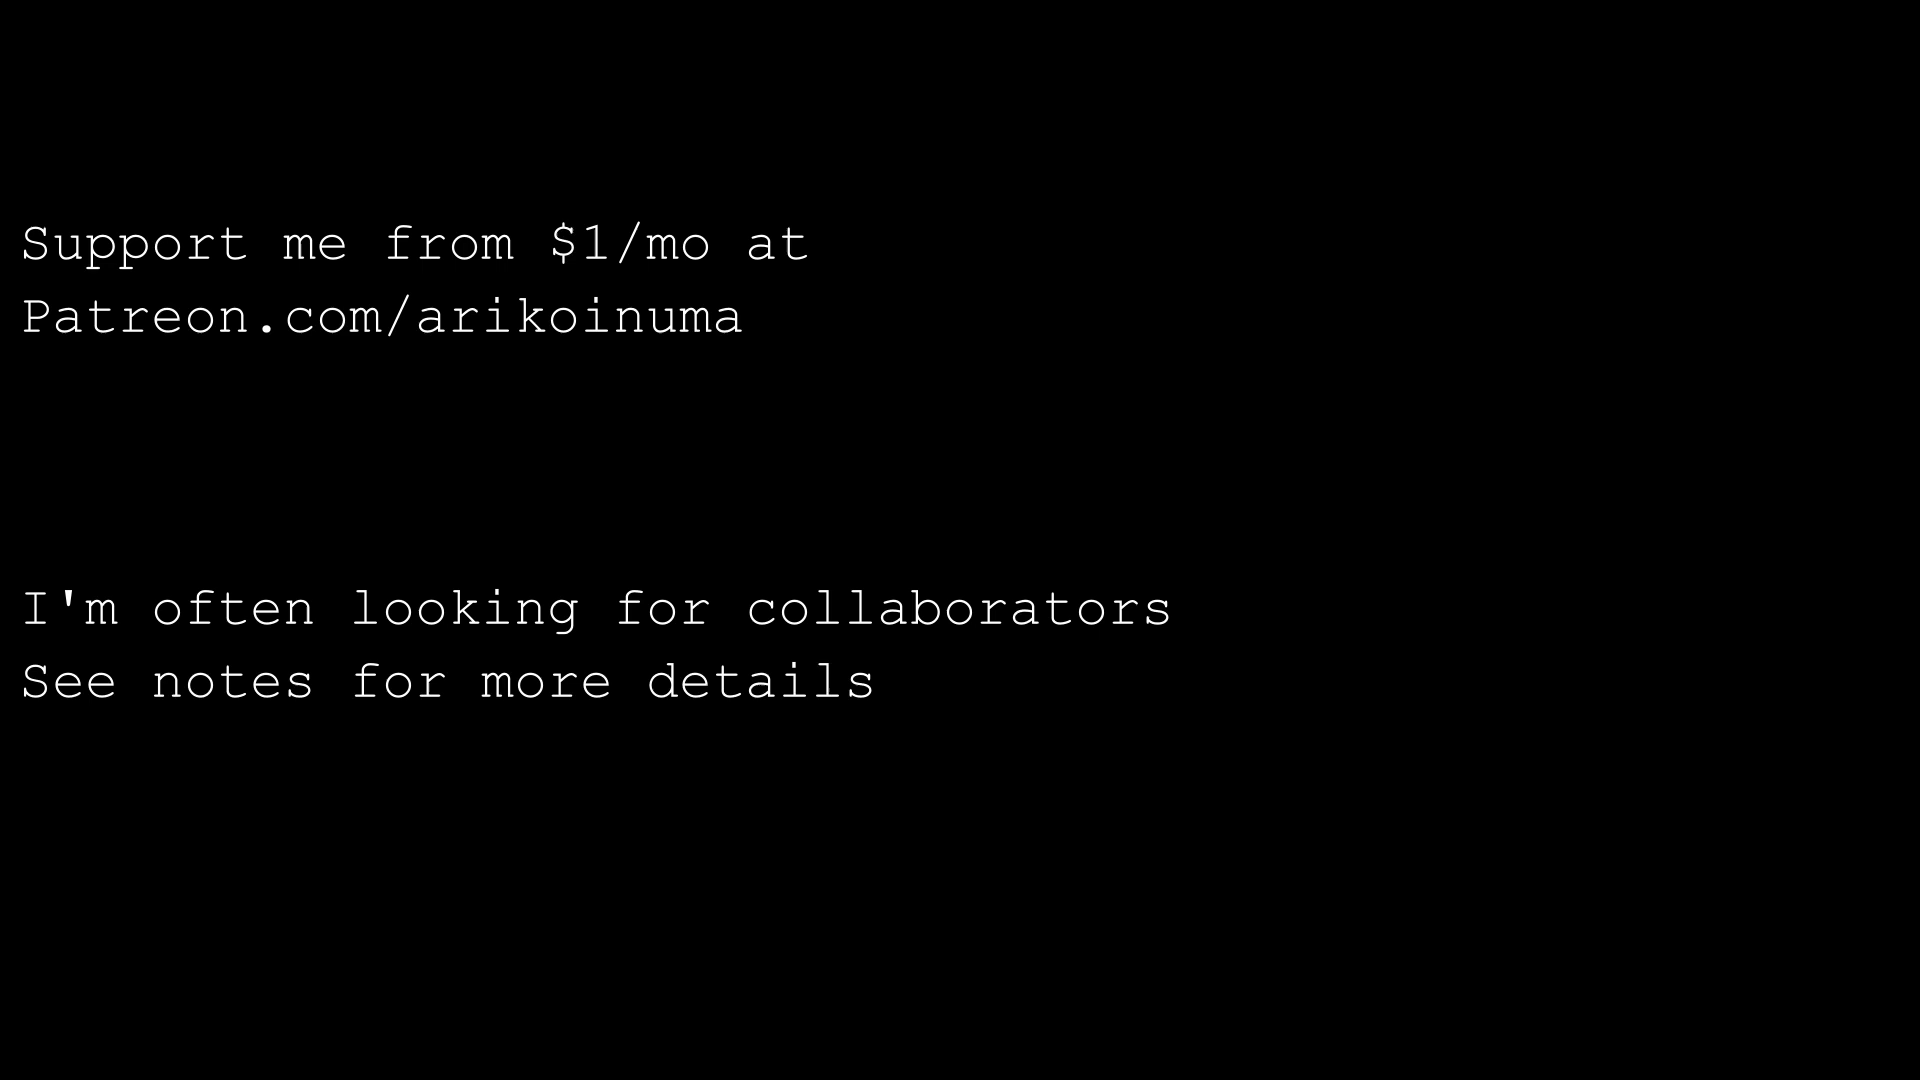 Support me from $1/mo at
Patreon.com/arikoinuma
I'm often looking for collaborators
See notes for more details